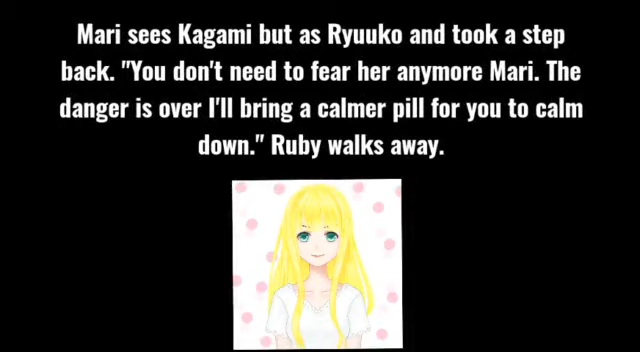 Mari sees Kagami but as Ryuuko and took a step
back. "You don't need to fear her anymore Mari. The
danger is over I'll bring a calmer pill for you to calm
down." Ruby walks away.